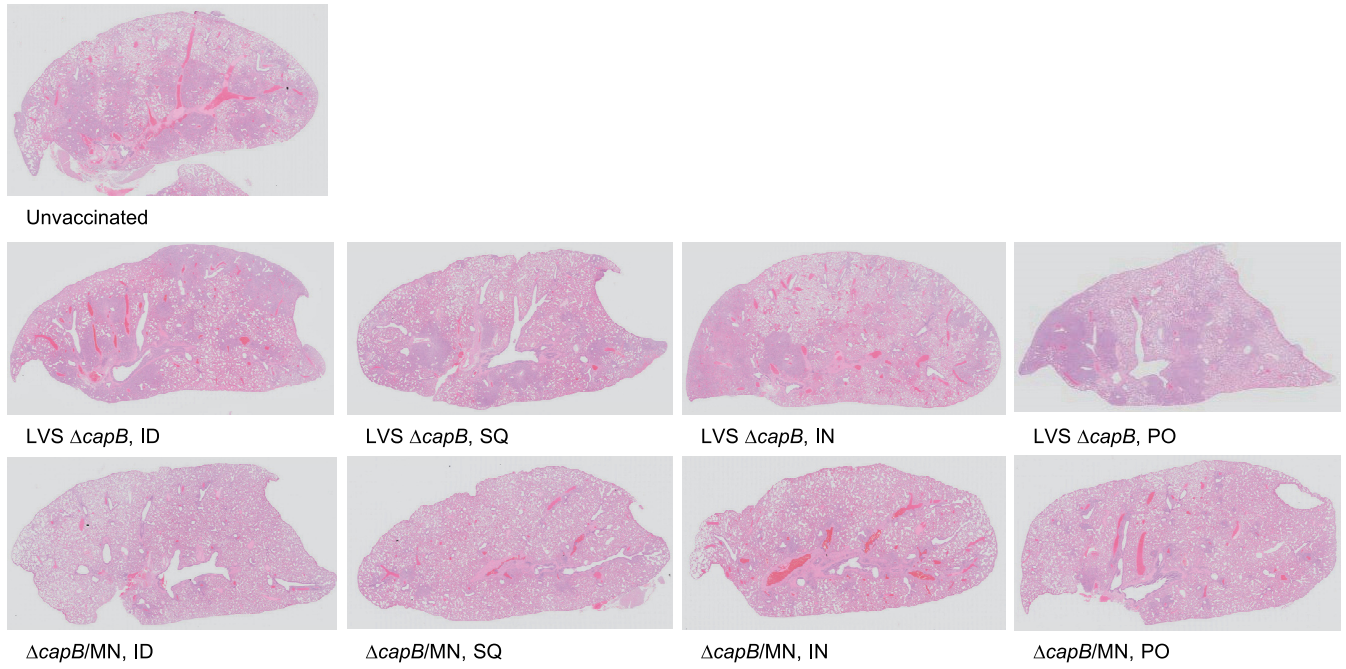 Unvaccinated
LVS ΔcapB, ID
LVS ΔcapB, SQ
LVS ΔcapB, IN
LVS ΔcapB, PO
ΔcapB/MN, ID
ΔcapB/MN, SQ
ΔcapB/MN, IN
ΔcapB/MN, PO